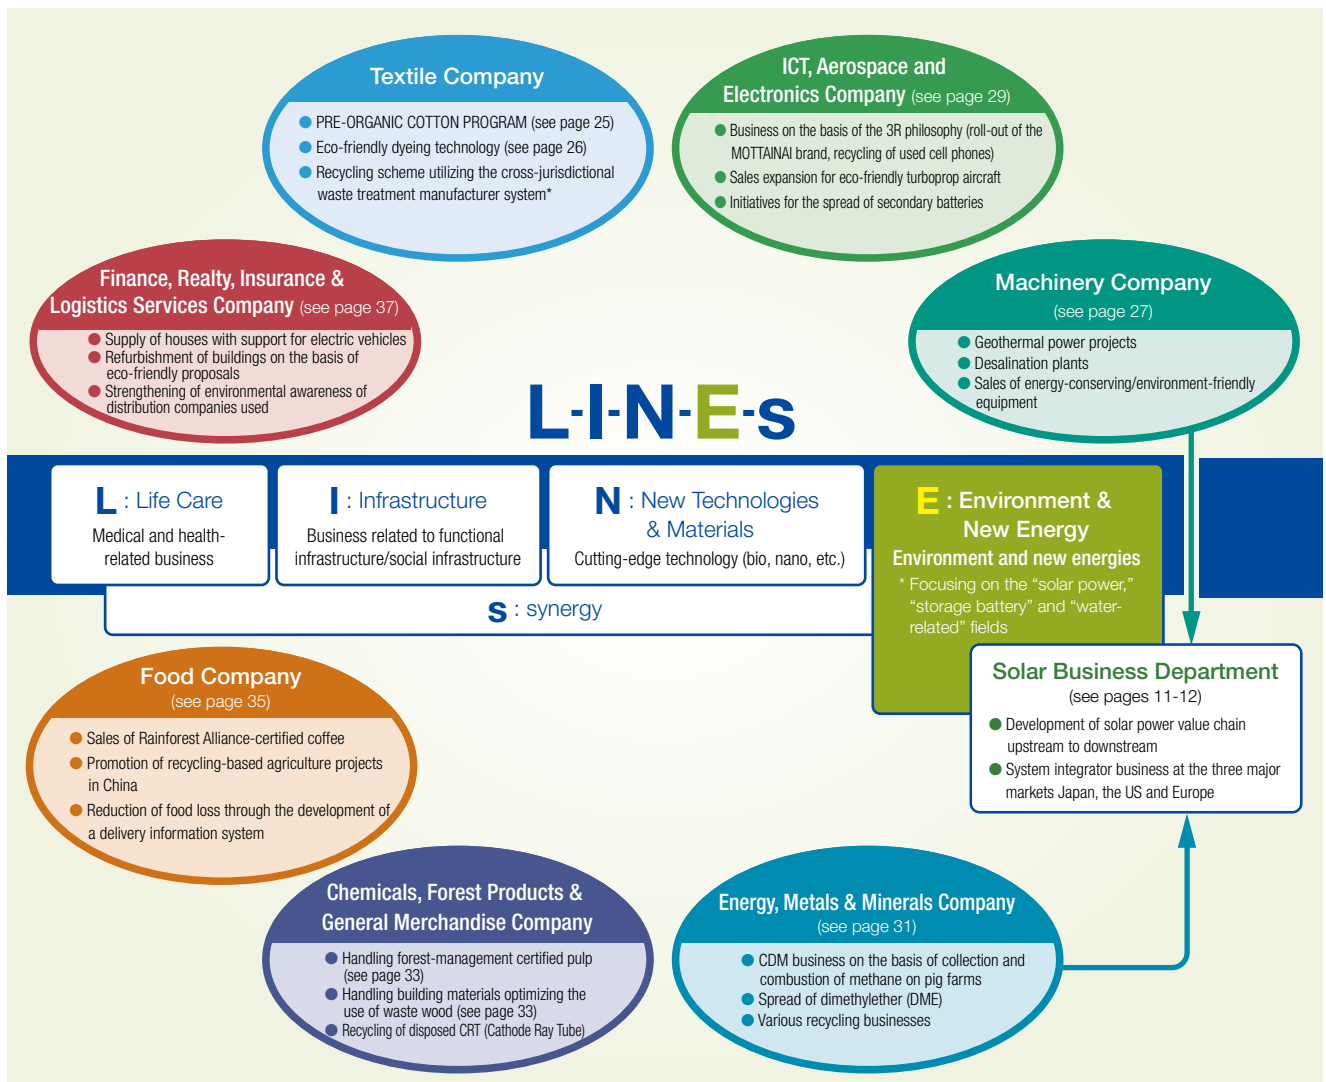 Textile Company
● PRE-ORGANIC COTTON PROGRAM (see page 25)
● Eco-friendly dyeing technology (see page 26)
● Recycling scheme utilizing the cross-jurisdictional
waste treatment manufacturer system*
ICT, Aerospace and
Electronics Company (see page 29)
● Business on the basis of the 3R philosophy (roll-out of the
MOTTAINAI brand, recycling of used cell phones)
● Sales expansion for eco-friendly turboprop aircraft
● Initiatives for the spread of secondary batteries
Finance, Realty, Insurance &
Logistics Services Company (see page 37)
● Supply of houses with support for electric vehicles
● Refurbishment of buildings on the basis of
eco-friendly proposals
● Strengthening of environmental awareness of
distribution companies used
Machinery Company
(see page 27)
● Geothermal power projects
● Desalination plants
● Sales of energy-conserving/environment-friendly
equipment
L-I-N-E-s
L : Life Care
Medical and health-
related business
I : Infrastructure
Business related to functional
infrastructure/social infrastructure
N : New Technologies
& Materials
Cutting-edge technology (bio, nano, etc.)
E : Environment &
New Energy
Environment and new energies
* Focusing on the “solar power,”
“storage battery” and “water-
related” fields
s : synergy
Solar Business Department
(see pages 11-12)
● Development of solar power value chain
upstream to downstream
● System integrator business at the three major
markets Japan, the US and Europe
Food Company
(see page 35)
● Sales of Rainforest Alliance-certified coffee
● Promotion of recycling-based agriculture projects
in China
● Reduction of food loss through the development of
a delivery information system
Chemicals, Forest Products &
General Merchandise Company
● Handling forest-management certified pulp
(see page 33)
● Handling building materials optimizing the
use of waste wood (see page 33)
● Recycling of disposed CRT (Cathode Ray Tube)
Energy, Metals & Minerals Company
(see page 31)
● CDM business on the basis of collection and
combustion of methane on pig farms
● Spread of dimethylether (DME)
● Various recycling businesses